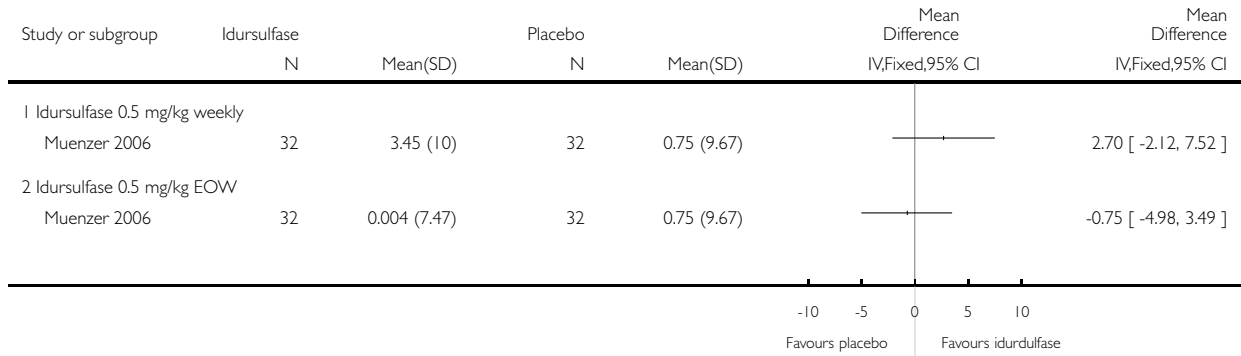 Study or subgroup Idursulfase Placebo Mean Difference Mean Difference
N Mean(SD) N Mean(SD) IV,Fixed,95% CI IV,Fixed,95% CI
1 Idursulfase 0.5 mg/kg weekly
Muenzer 2006 32 3.45 (10) 32 0.75 (9.67) 2.70 [ -2.12, 7.52 ]
2 Idursulfase 0.5 mg/kg EOW
Muenzer 2006 32 0.004 (7.47) 32 0.75 (9.67) -0.75 [ -4.98, 3.49 ]
-10 -5 0 5 10
Favours placebo Favours idurdulfase